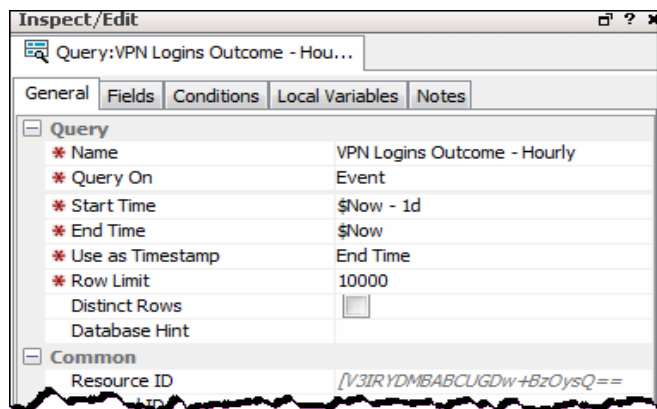 Inspect/Edit
Query:VPN Logins Outcome - Hou...
General Fields Conditions Local Variables Notes
Query
* Name VPN Logins Outcome - Hourly
* Query On Event
* Start Time $Now - 1d
* End Time $Now
* Use as Timestamp End Time
* Row Limit 10000
Distinct Rows
Database Hint
Common
Resource ID [V3IRYDMBABCUGDw+BzOysQ==